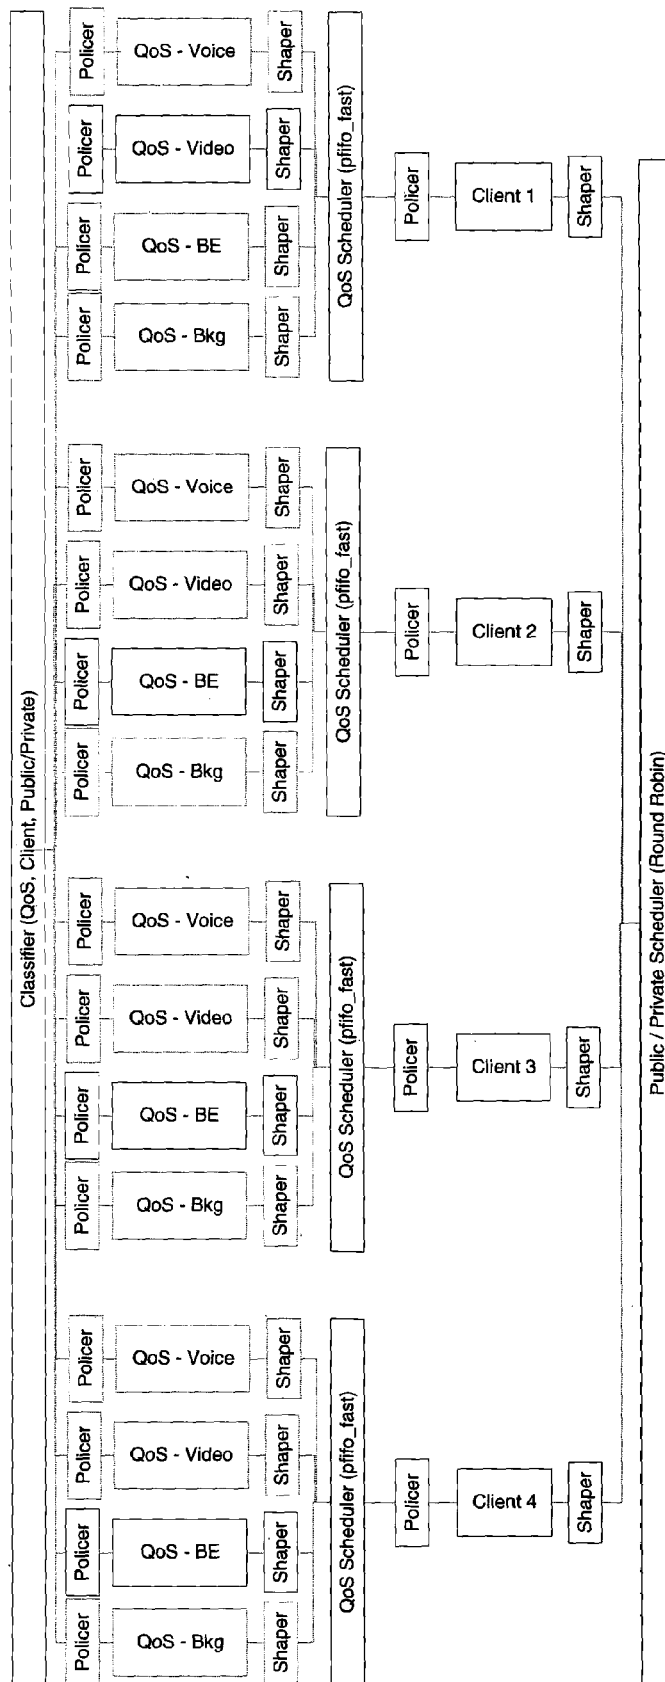 Classifier (QoS, Client, Public/Private)
Policer
QoS - Voice
Shaper
Policer
QoS - Video
Shaper
Policer
QoS - BE
Shaper
Policer
QoS - Bkg
Shaper
QoS Scheduler (pfifo_fast)
Policer
Client 1
Shaper
Policer
QoS - Voice
Shaper
Policer
QoS - Video
Shaper
Policer
QoS - BE
Shaper
Policer
QoS - Bkg
Shaper
QoS Scheduler (pfifo_fast)
Policer
Client 2
Shaper
Policer
QoS - Voice
Shaper
Policer
QoS - Video
Shaper
Policer
QoS - BE
Shaper
Policer
QoS - Bkg
Shaper
QoS Scheduler (pfifo_fast)
Policer
Client 3
Shaper
Policer
QoS - Voice
Shaper
Policer
QoS - Video
Shaper
Policer
QoS - BE
Shaper
Policer
QoS - Bkg
Shaper
QoS Scheduler (pfifo_fast)
Policer
Client 4
Shaper
Public / Private Scheduler (Round Robin)